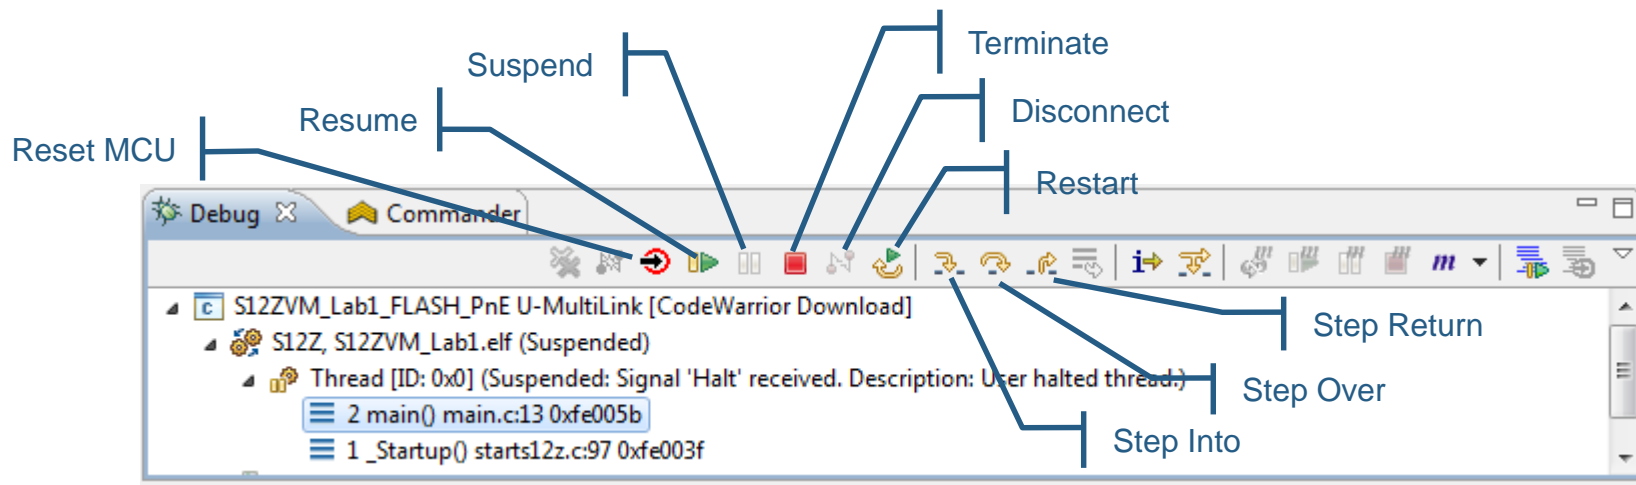 Terminate
Suspend
Disconnect
Resume
Reset MCU
Restart
Debug
Commander
i
m
m
m
m
m
c
S12ZVM_Lab1_FLASH_PnE U-MultiLink [CodeWarrior Download]
S12Z, S12ZVM_Lab1.elf (Suspended)
Step Return
Thread [ID: 0x0] (Suspended: Signal 'Halt' received. Description: User halted thread.)
Step Over
2 main() main.c:13 0xfe005b
Step Into
1 _Startup() starts12z.c:97 0xfe003f